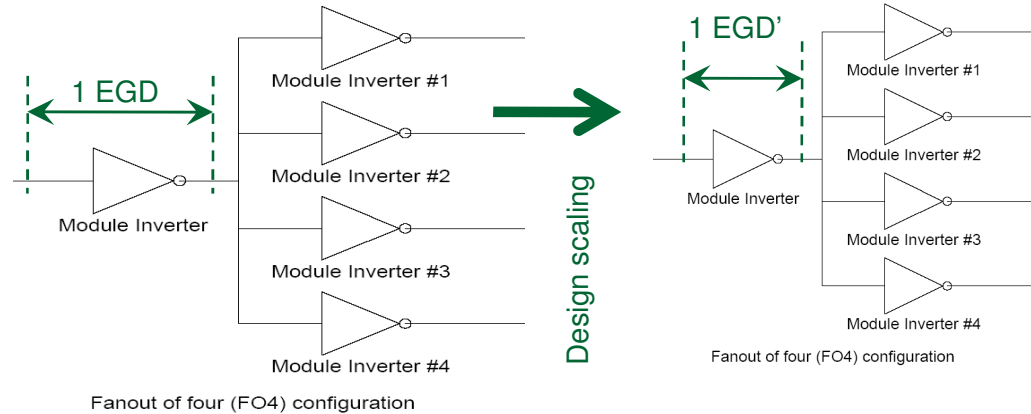 1 EGD
Module Inverter
Module Inverter #1
Module Inverter #2
Module Inverter #3
Module Inverter #4
Fanout of four (FO4) configuration
Design scaling
1 EGD’
Module Inverter
Module Inverter #1
Module Inverter #2
Module Inverter #3
Module Inverter #4
Fanout of four (FO4) configuration